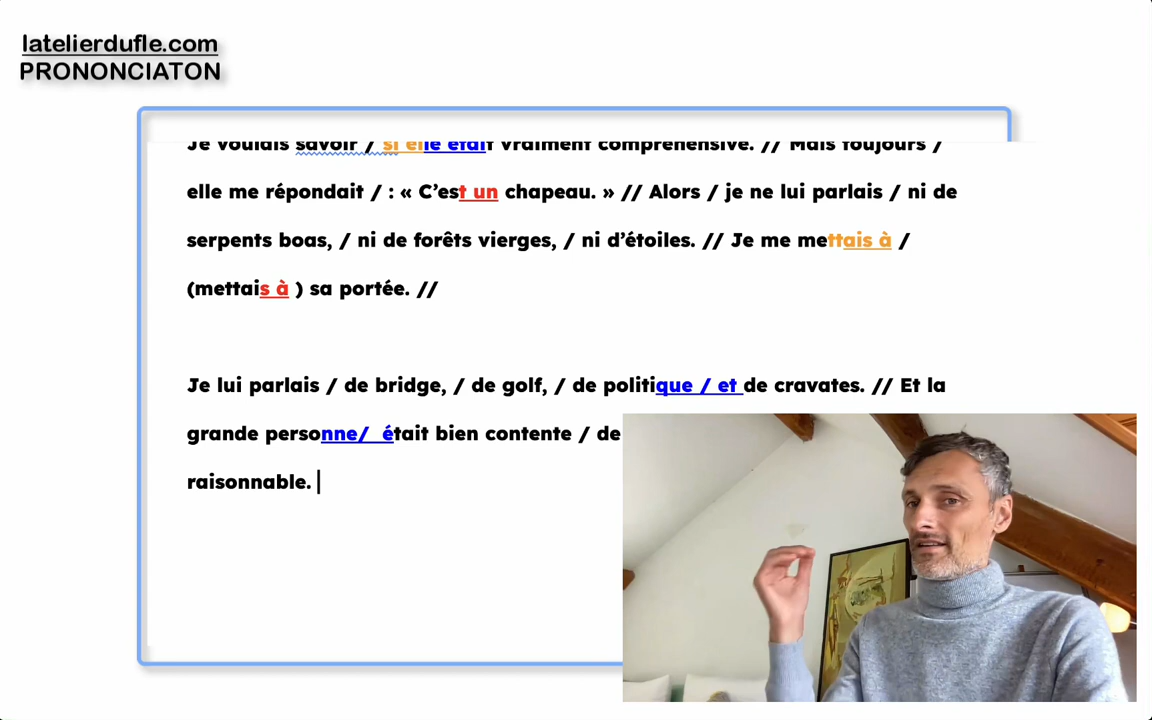 latelierdufle.com
PRONONCIATON
Je voulais savoir / si elle était vraiment compréhensive. // Mais toujours /
elle me répondait / : « C’est un chapeau. » // Alors / je ne lui parlais / ni de
serpents boas, / ni de forêts vierges, / ni d’étoiles. // Je me mettais à /
(mettais à ) sa portée. //
Je lui parlais / de bridge, / de golf, / de politique / et de cravates. // Et la
grande personne/ était bien contente / de
raisonnable.